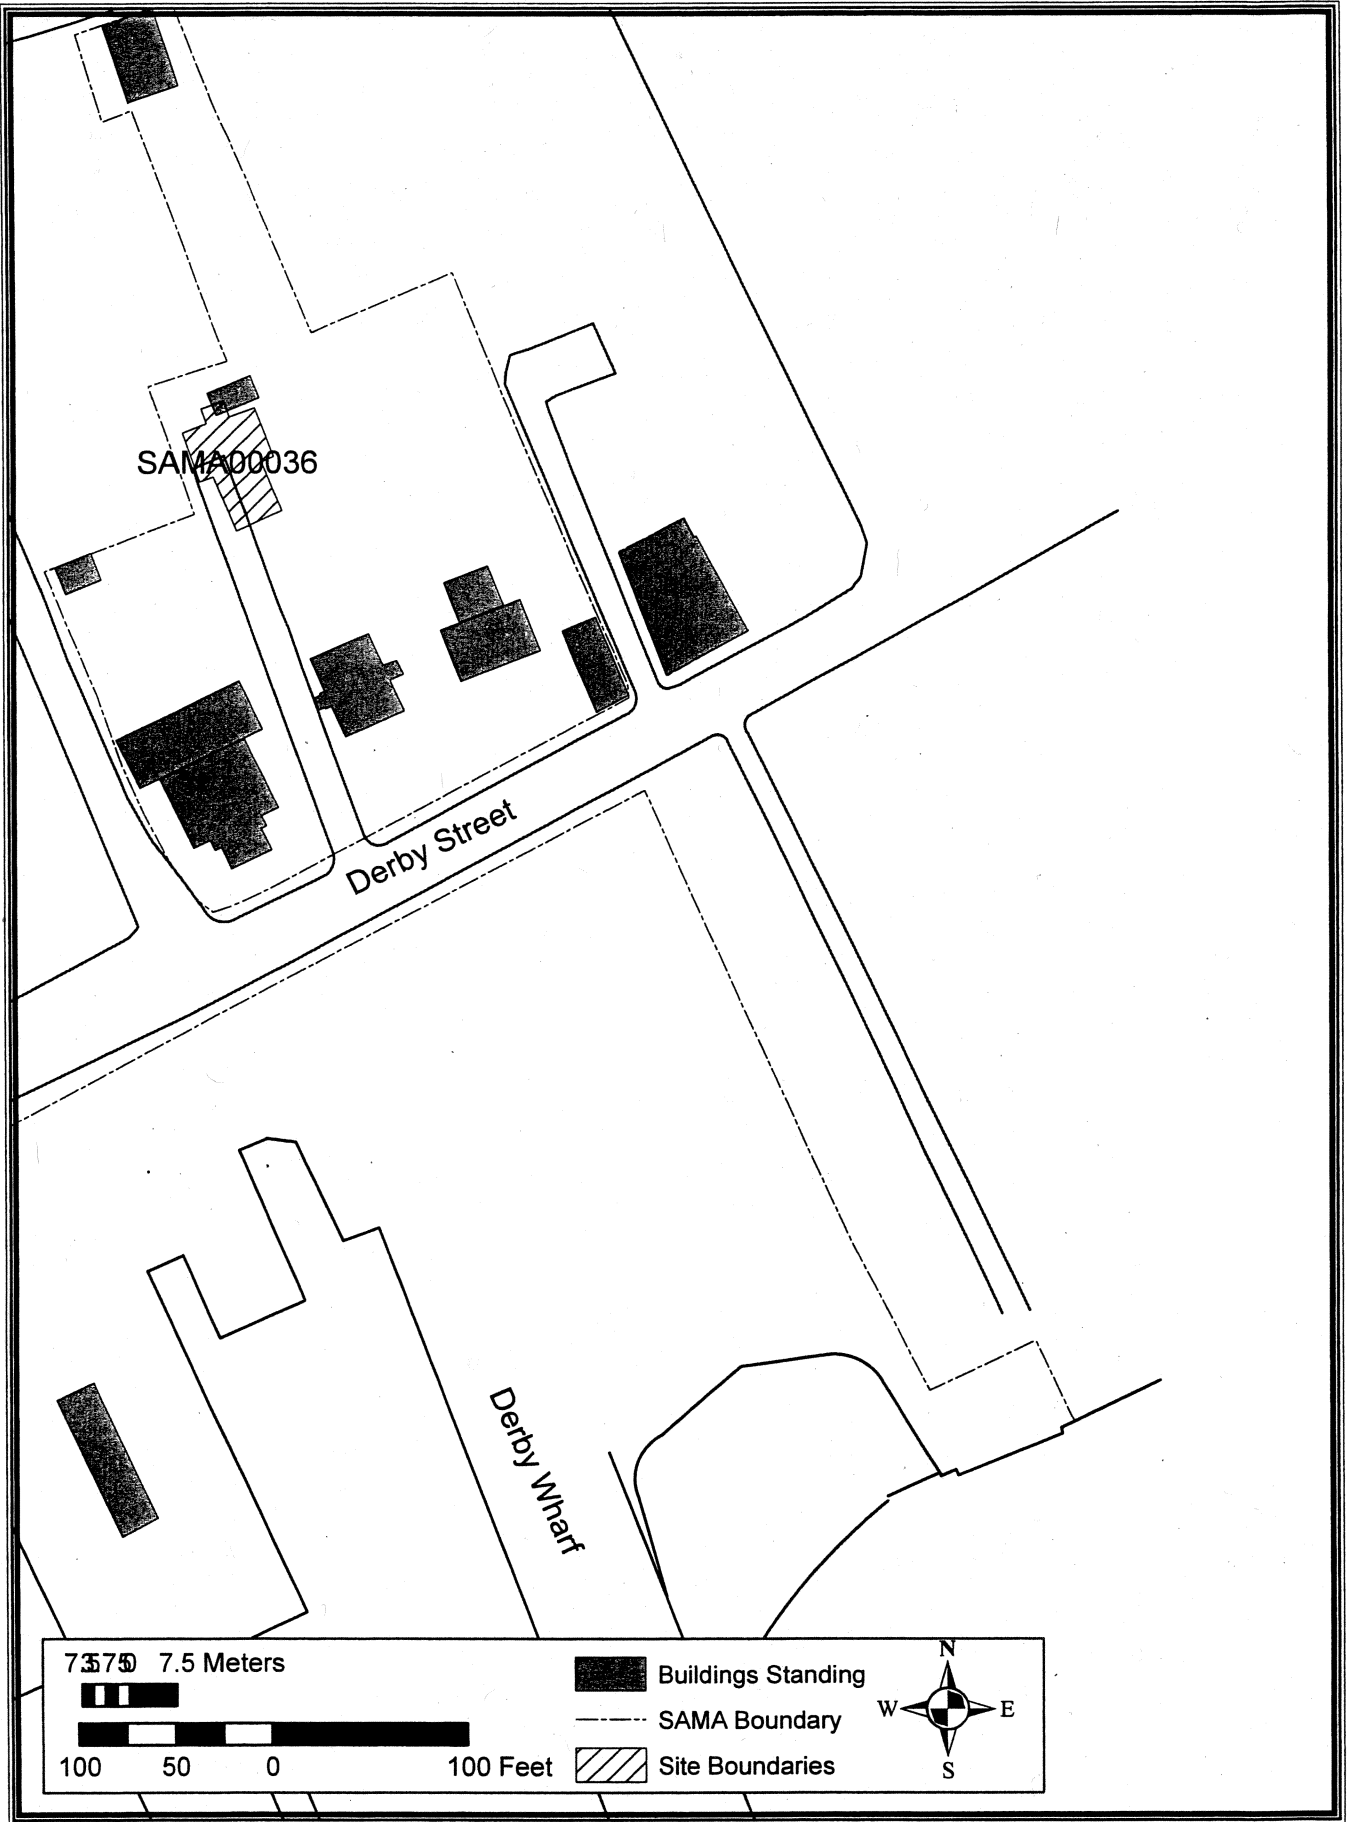 SAMA00036
Derby Street
Derby Wharf
7.5 Meters
100 50 0 100 Feet
Buildings Standing
SAMA Boundary
Site Boundaries
N
W E
S